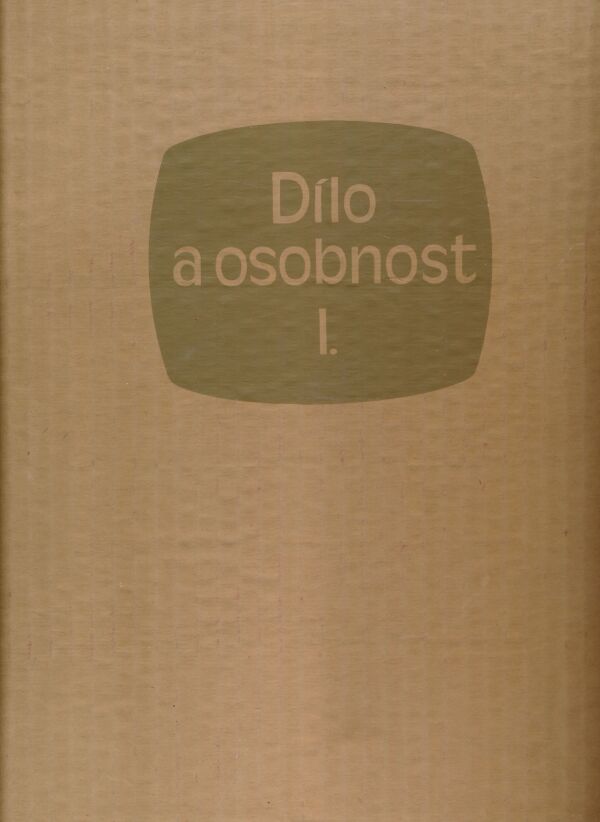 Dílo
a osobnost
I.